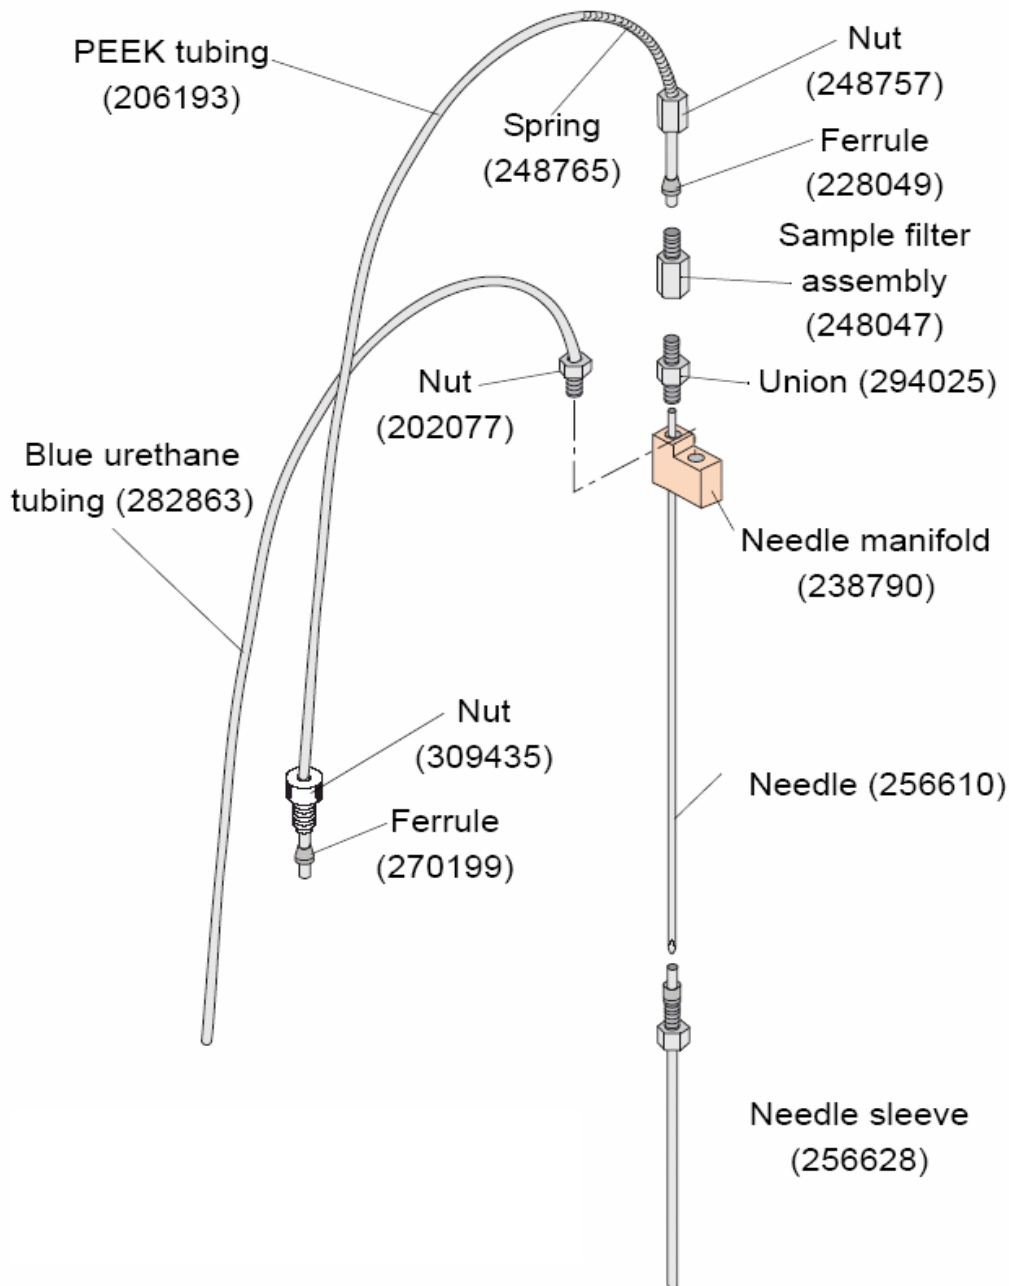 PEEK tubing
(206193)
Nut
(248757)
Spring
(248765)
Ferrule
(228049)
Sample filter
assembly
(248047)
Nut
(202077)
Union (294025)
Blue urethane
tubing (282863)
Needle manifold
(238790)
Nut
(309435)
Ferrule
(270199)
Needle (256610)
Needle sleeve
(256628)